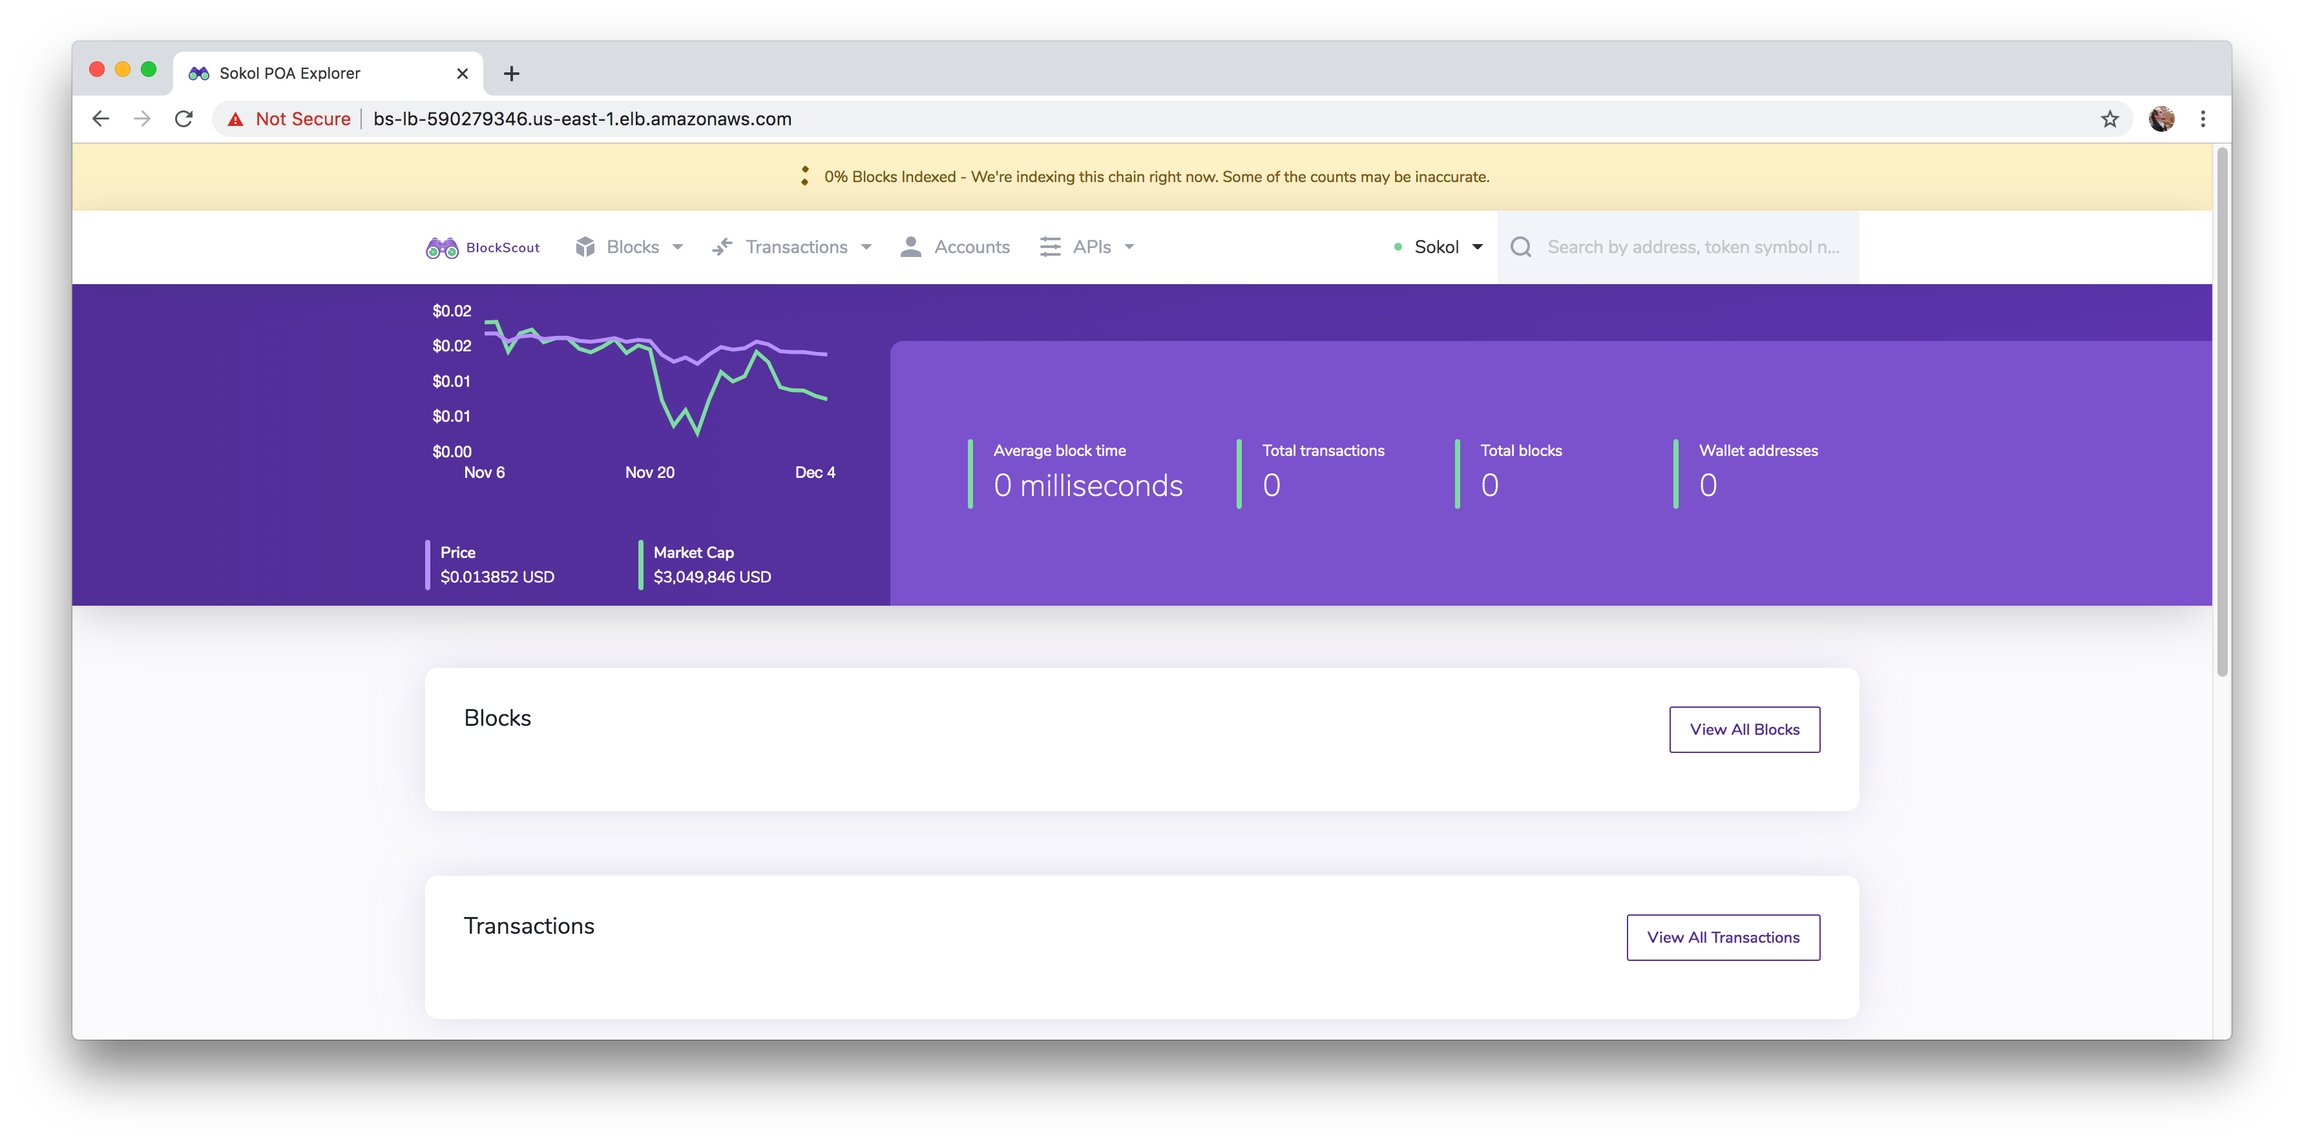 Sokol POA Explorer
Not Secure bs-lb-590279346.us-east-1.elb.amazonaws.com
0% Blocks Indexed - We're indexing this chain right now. Some of the counts may be inaccurate.
BlockScout Blocks Transactions Accounts APIs Sokol Search by address, token symbol n...
$0.02
$0.02
$0.01
$0.01
$0.00
Nov 6 Nov 20 Dec 4
Average block time Total transactions Total blocks Wallet addresses
0 milliseconds 0 0 0
Price Market Cap
$0.013852 USD $3,049,846 USD
Blocks
View All Blocks
Transactions
View All Transactions